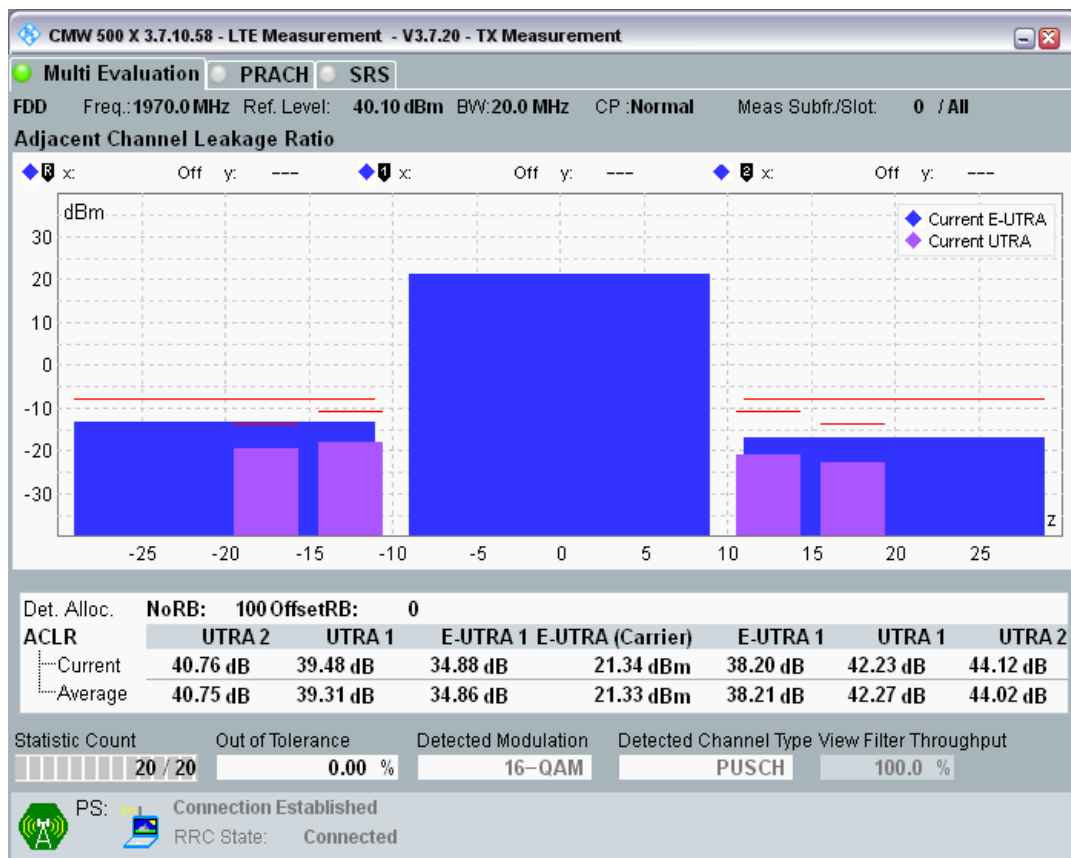 CMW 500 X 3.7.10.58 - LTE Measurement - V3.7.20 - TX Measurement
Multi Evaluation PRACH SRS
FDD Freq.:1970.0 MHz Ref. Level: 40.10 dBm BW:20.0 MHz CP :Normal Meas Subfr./Slot: 0 / All
Adjacent Channel Leakage Ratio
R x: Off y: --- 1 x: Off y: --- 2 x: Off y: ---
dBm
Current E-UTRA
Current UTRA
30
20
10
0
-10
-20
-30
z
-25 -20 -15 -10 -5 0 5 10 15 20 25
Det. Alloc. NoRB: 100 OffsetRB: 0
ACLR UTRA 2 UTRA 1 E-UTRA 1 E-UTRA (Carrier) E-UTRA 1 UTRA 1 UTRA 2
Current 40.76 dB 39.48 dB 34.88 dB 21.34 dBm 38.20 dB 42.23 dB 44.12 dB
Average 40.75 dB 39.31 dB 34.86 dB 21.33 dBm 38.21 dB 42.27 dB 44.02 dB
Statistic Count Out of Tolerance Detected Modulation Detected Channel Type View Filter Throughput
20 / 20 0.00 % 16-QAM PUSCH 100.0 %
PS: Connection Established
RRC State: Connected